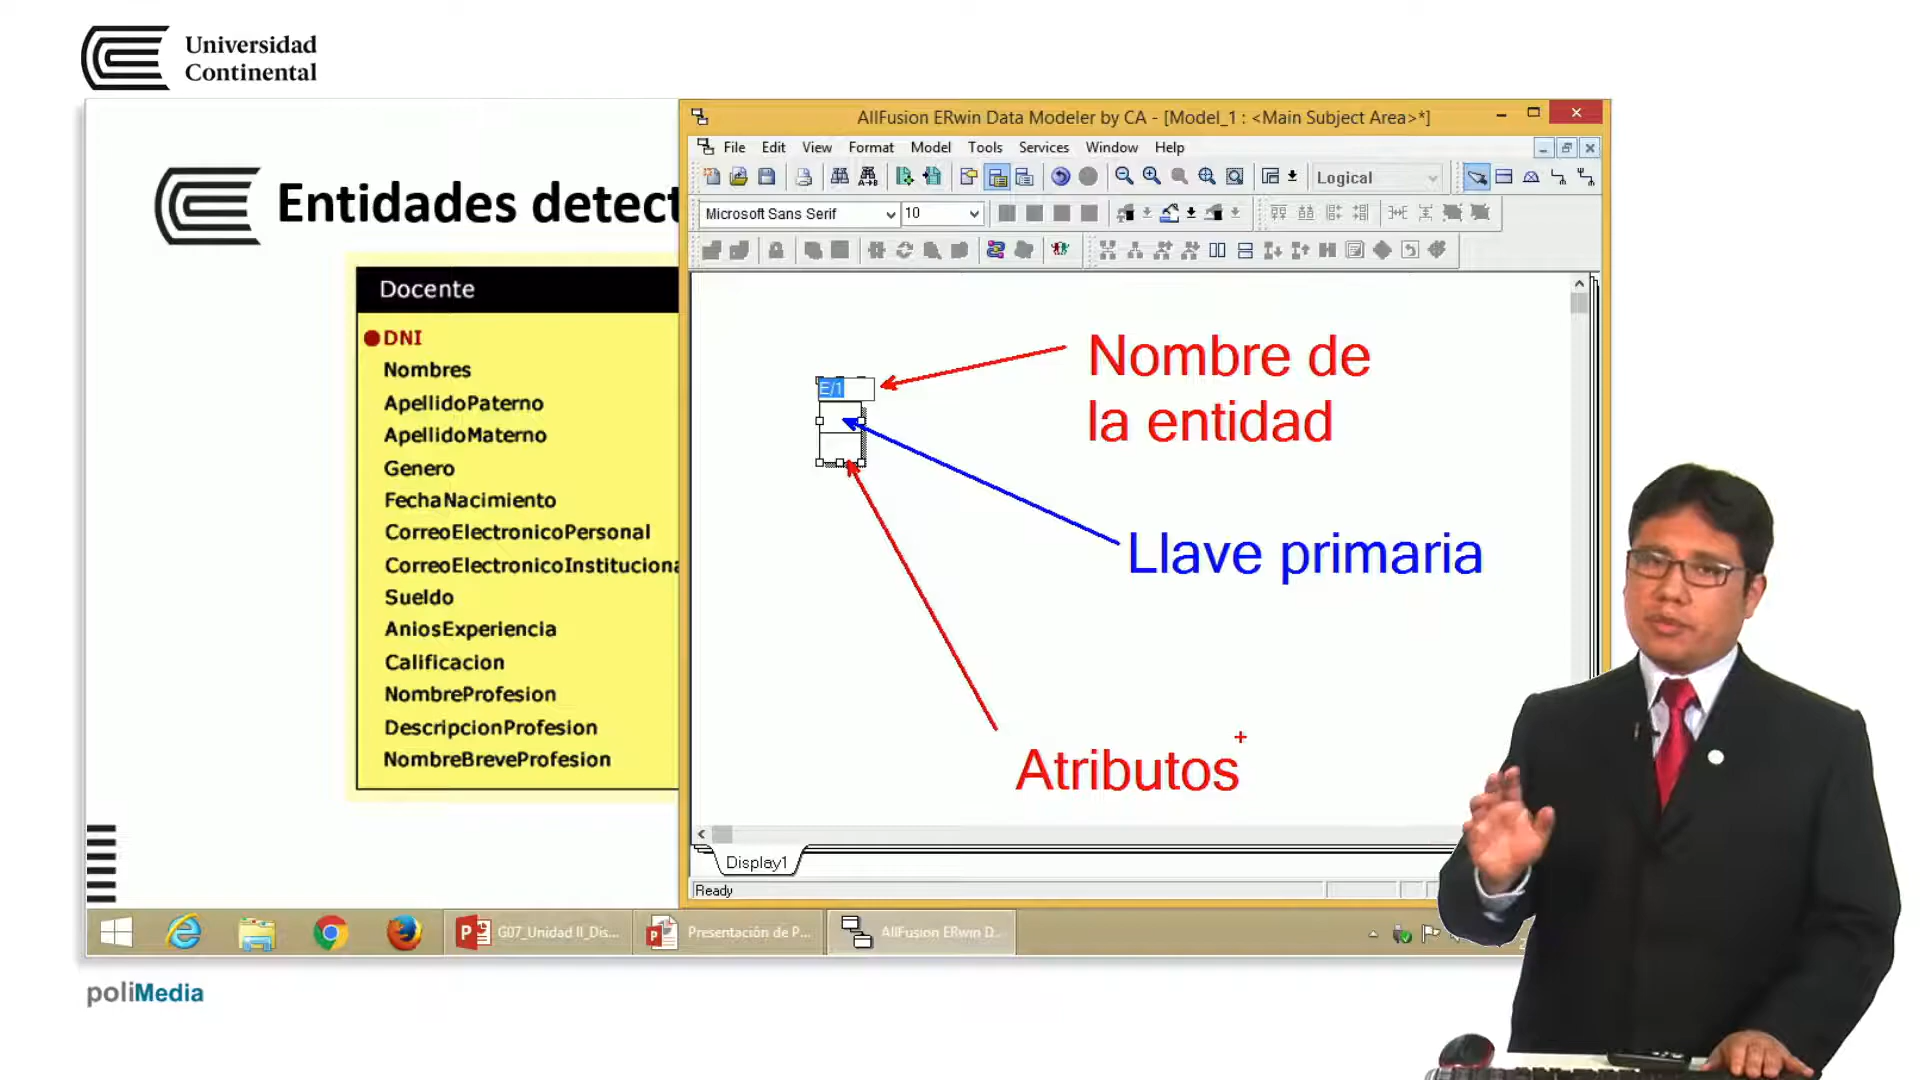 Universidad
Continental
Entidades detect
Docente
DNI
Nombres
ApellidoPaterno
ApellidoMaterno
Genero
FechaNacimiento
CorreoElectronicoPersonal
CorreoElectronicoInstituciona
Sueldo
AniosExperiencia
Calificacion
NombreProfesion
DescripcionProfesion
NombreBreveProfesion
AllFusion ERwin Data Modeler by CA - [Model_1 : <Main Subject Area>*]
File Edit View Format Model Tools Services Window Help
Logical
Microsoft Sans Serif 10
E/1
Nombre de
la entidad
Llave primaria
Atributos
Display1
Ready
G07_Unidad II_Dis...
Presentación de P...
AllFusion ERwin D...
poliMedia